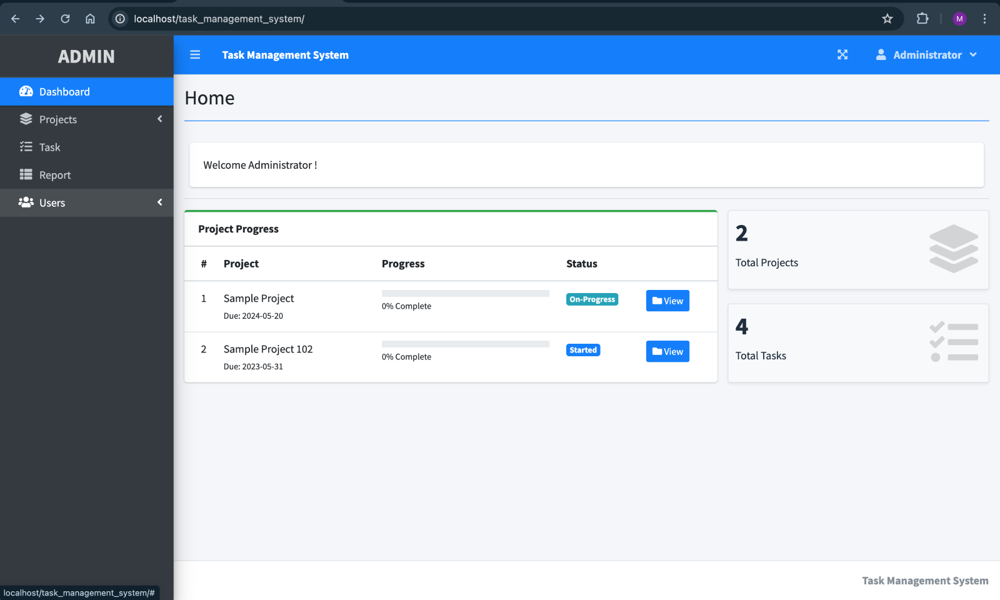 localhost/task_management_system/
M
ADMIN
Task Management System
Administrator
Dashboard
Projects
Task
Report
Users
Home
Welcome Administrator !
Project Progress
# Project Progress Status
1 Sample Project 0% Complete On-Progress View
Due: 2024-05-20
2 Sample Project 102 0% Complete Started View
Due: 2023-05-31
2
Total Projects
4
Total Tasks
Task Management System
localhost/task_management_system/#